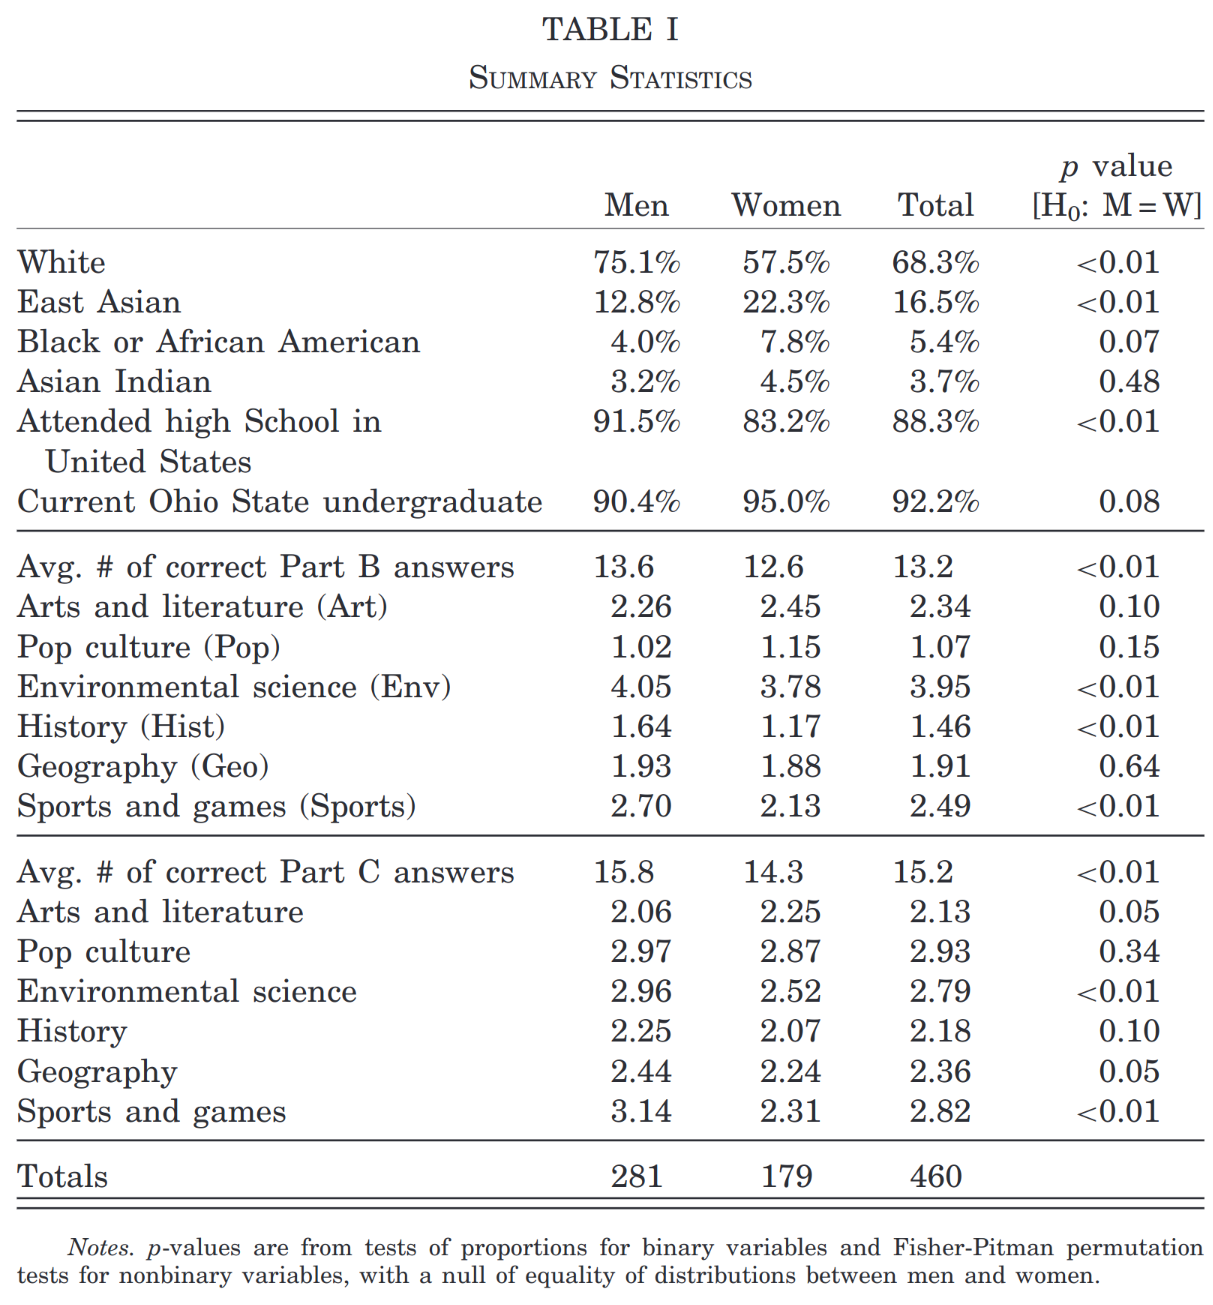 TABLE I
SUMMARY STATISTICS
p value
Men Women Total [H₀: M = W]
White 75.1% 57.5% 68.3% <0.01
East Asian 12.8% 22.3% 16.5% <0.01
Black or African American 4.0% 7.8% 5.4% 0.07
Asian Indian 3.2% 4.5% 3.7% 0.48
Attended high School in 91.5% 83.2% 88.3% <0.01
United States
Current Ohio State undergraduate 90.4% 95.0% 92.2% 0.08
Avg. # of correct Part B answers 13.6 12.6 13.2 <0.01
Arts and literature (Art) 2.26 2.45 2.34 0.10
Pop culture (Pop) 1.02 1.15 1.07 0.15
Environmental science (Env) 4.05 3.78 3.95 <0.01
History (Hist) 1.64 1.17 1.46 <0.01
Geography (Geo) 1.93 1.88 1.91 0.64
Sports and games (Sports) 2.70 2.13 2.49 <0.01
Avg. # of correct Part C answers 15.8 14.3 15.2 <0.01
Arts and literature 2.06 2.25 2.13 0.05
Pop culture 2.97 2.87 2.93 0.34
Environmental science 2.96 2.52 2.79 <0.01
History 2.25 2.07 2.18 0.10
Geography 2.44 2.24 2.36 0.05
Sports and games 3.14 2.31 2.82 <0.01
Totals 281 179 460
Notes. p-values are from tests of proportions for binary variables and Fisher-Pitman permutation
tests for nonbinary variables, with a null of equality of distributions between men and women.